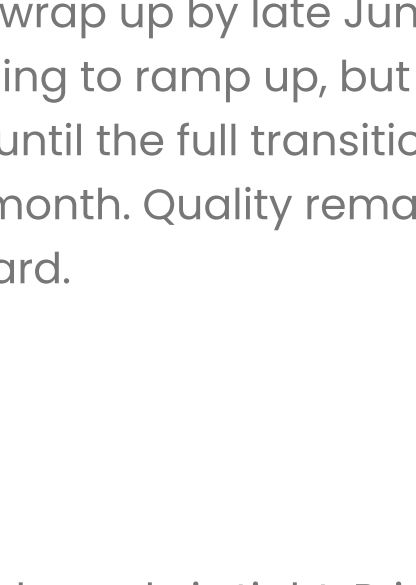 wrap up by late Jun
ing to ramp up, but
until the full transitio
month. Quality rema
ard.